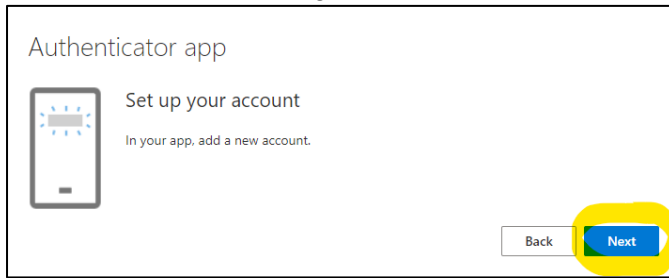 Authenticator app
Set up your account
In your app, add a new account.
Back Next